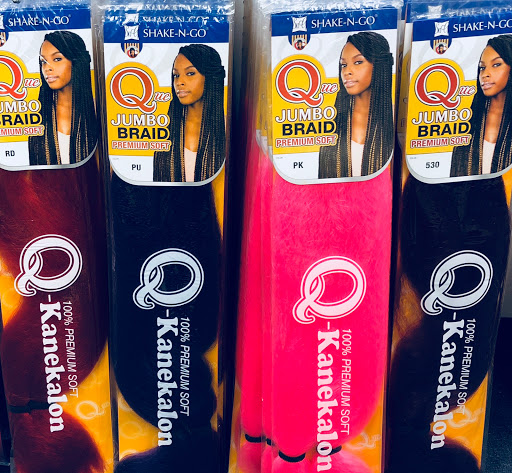 SHAKE-N-GO
Que
JUMBO
BRAID
PREMIUM SOFT
RD
Q-Kanekalon
100% PREMIUM SOFT
SHAKE-N-GO
Que
JUMBO
BRAID
PREMIUM SOFT
PU
Q-Kanekalon
100% PREMIUM SOFT
SHAKE-N-GO
Que
JUMBO
BRAID
PREMIUM SOFT
PK
Q-Kanekalon
100% PREMIUM SOFT
SHAKE-N-GO
Que
JUMBO
BRAID
PREMIUM SOFT
530
Q-Kanekalon
100% PREMIUM SOFT